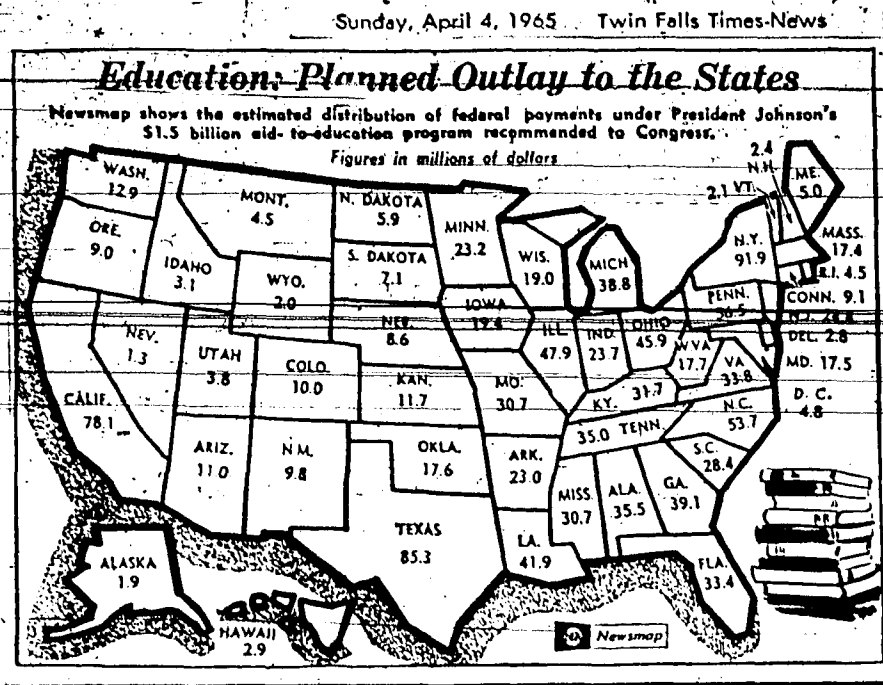 Sunday, April 4, 1965 Twin Falls Times-News
Education: Planned Outlay to the States
Newsmap shows the estimated distribution of federal payments under President Johnson's
$1.5 billion aid- to-education program recommended to Congress.
Figures in millions of dollars
WASH.
12.9
ORE.
9.0
IDAHO
3.1
MONT.
4.5
WYO.
2.0
N. DAKOTA
5.9
S. DAKOTA
7.1
NEB.
8.6
MINN.
23.2
IOWA
19.4
WIS.
19.0
MICH
38.8
ILL.
47.9
IND.
23.7
OHIO
45.9
N.Y.
91.9
PENN.
2.4
N.H.
2.1 VT.
ME.
5.0
MASS.
17.4
R.I. 4.5
CONN. 9.1
N.J.
DEL. 2.8
MD. 17.5
D. C.
4.8
W.VA
17.7
VA.
33.8
KY. 31.7
N.C.
53.7
35.0 TENN.
S.C.
28.4
NEV.
1.3
UTAH
3.8
COLO.
10.0
KAN.
11.7
MO.
30.7
CALIF.
78.1
ARIZ.
11.0
N.M.
9.8
OKLA.
17.6
ARK.
23.0
MISS.
30.7
ALA.
35.5
GA.
39.1
TEXAS
85.3
LA.
41.9
FLA.
33.4
ALASKA
1.9
HAWAII
2.9
Newsmap